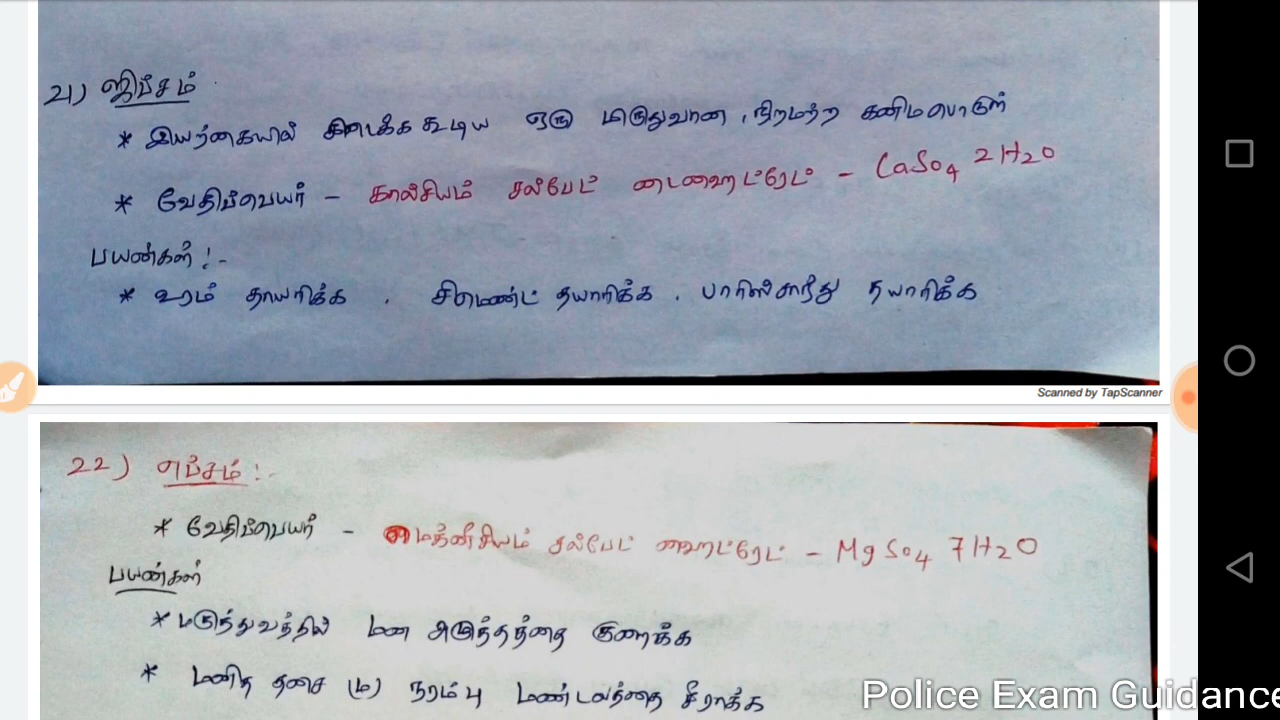 21) ஜிப்சம்
* இயற்கையில் கிடைக்க கூடிய ஒரு மிருதுவான, நிறமற்ற கனிமபொருள்
* வேதிப்பெயர் - கால்சியம் சல்பேட் டைஹைட்ரேட் - CaSo4 2H2O
பயன்கள் :-
* உரம் தாயரிக்க , சிமெண்ட் தயாரிக்க , பாரிஸ்சாந்து தயாரிக்க
Scanned by TapScanner
22) எப்சம் :-
* வேதிப்பெயர் - மெக்னீசியம் சல்பேட் ஹைட்ரேட் - MgSo4 7H2O
பயன்கள்
* மருந்துவத்தில் மன அழுத்தத்தை குறைக்க
* மனித தசை (ம) நரம்பு மண்டலத்தை சீராக்க
Police Exam Guidance